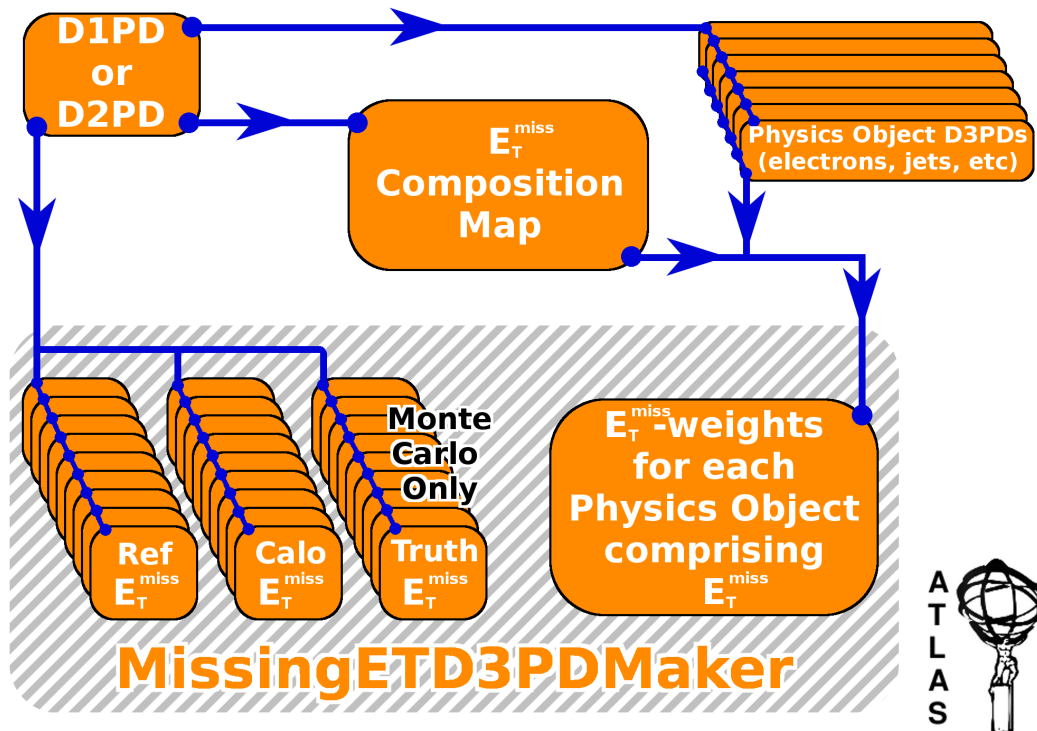 D1PD
or
D2PD
E_T^miss
Composition
Map
Physics Object D3PDs
(electrons, jets, etc)
Monte
Carlo
Only
Ref
E_T^miss
Calo
E_T^miss
Truth
E_T^miss
E_T^miss-weights
for each
Physics Object
comprising
E_T^miss
MissingETD3PDMaker
ATLAS